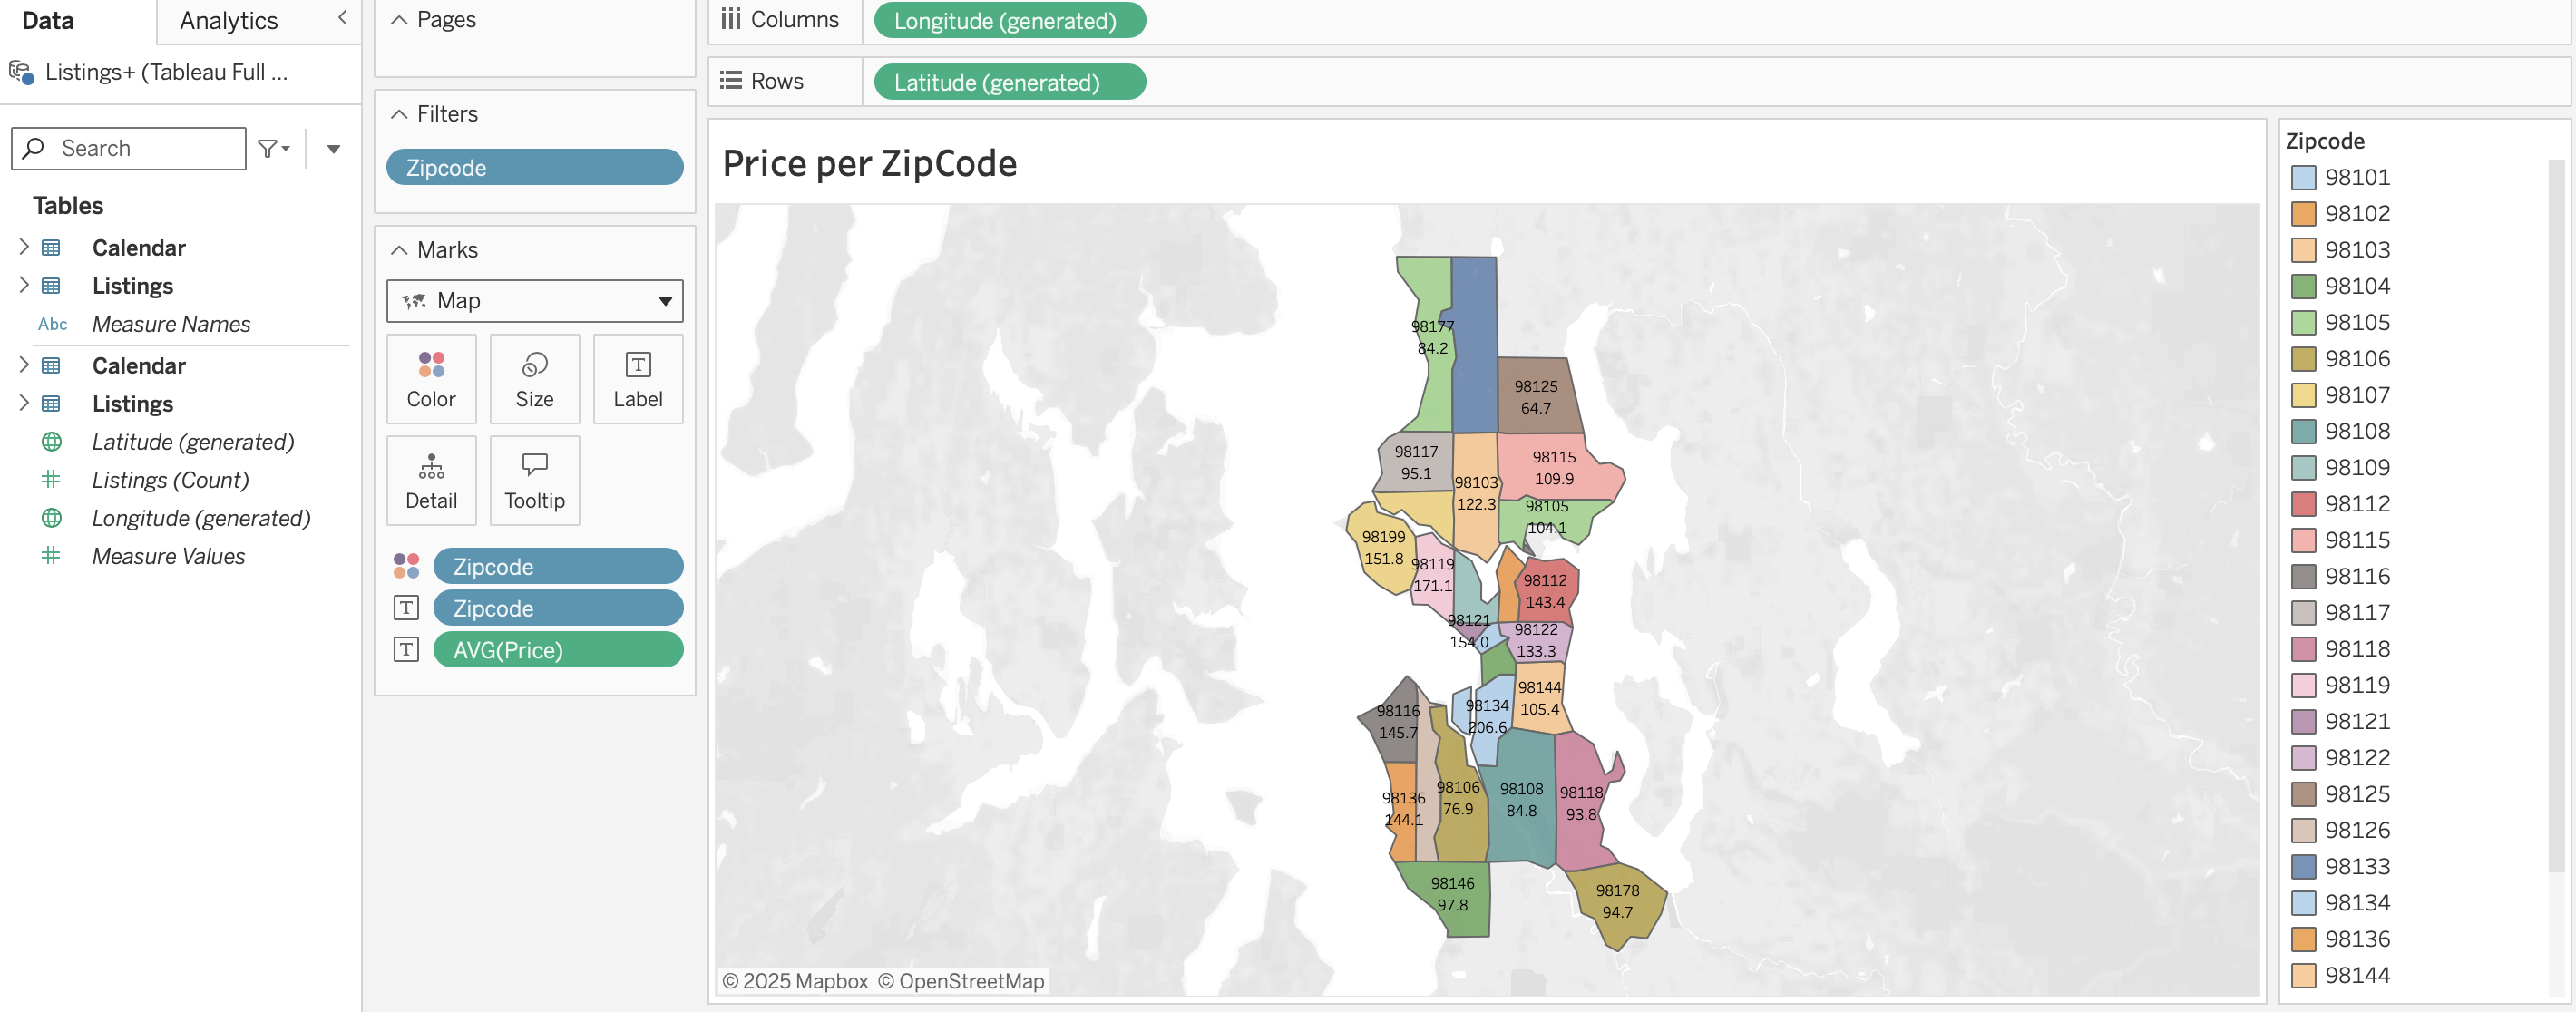 Data
Analytics
Listings+ (Tableau Full ...
Search
Tables
Calendar
Listings
Abc Measure Names
Calendar
Listings
Latitude (generated)
Listings (Count)
Longitude (generated)
Measure Values
Pages
Filters
Zipcode
Marks
Map
Color
Size
Label
Detail
Tooltip
Zipcode
Zipcode
AVG(Price)
Columns
Longitude (generated)
Rows
Latitude (generated)
Price per ZipCode
98177
84.2
98125
64.7
98117
95.1
98103
122.3
98115
109.9
98105
104.1
98199
151.8
98119
171.1
98112
143.4
98121
154.0
98122
133.3
98144
105.4
98134
206.6
98116
145.7
98136
144.1
98106
76.9
98108
84.8
98118
93.8
98146
97.8
98178
94.7
© 2025 Mapbox © OpenStreetMap
Zipcode
98101
98102
98103
98104
98105
98106
98107
98108
98109
98112
98115
98116
98117
98118
98119
98121
98122
98125
98126
98133
98134
98136
98144